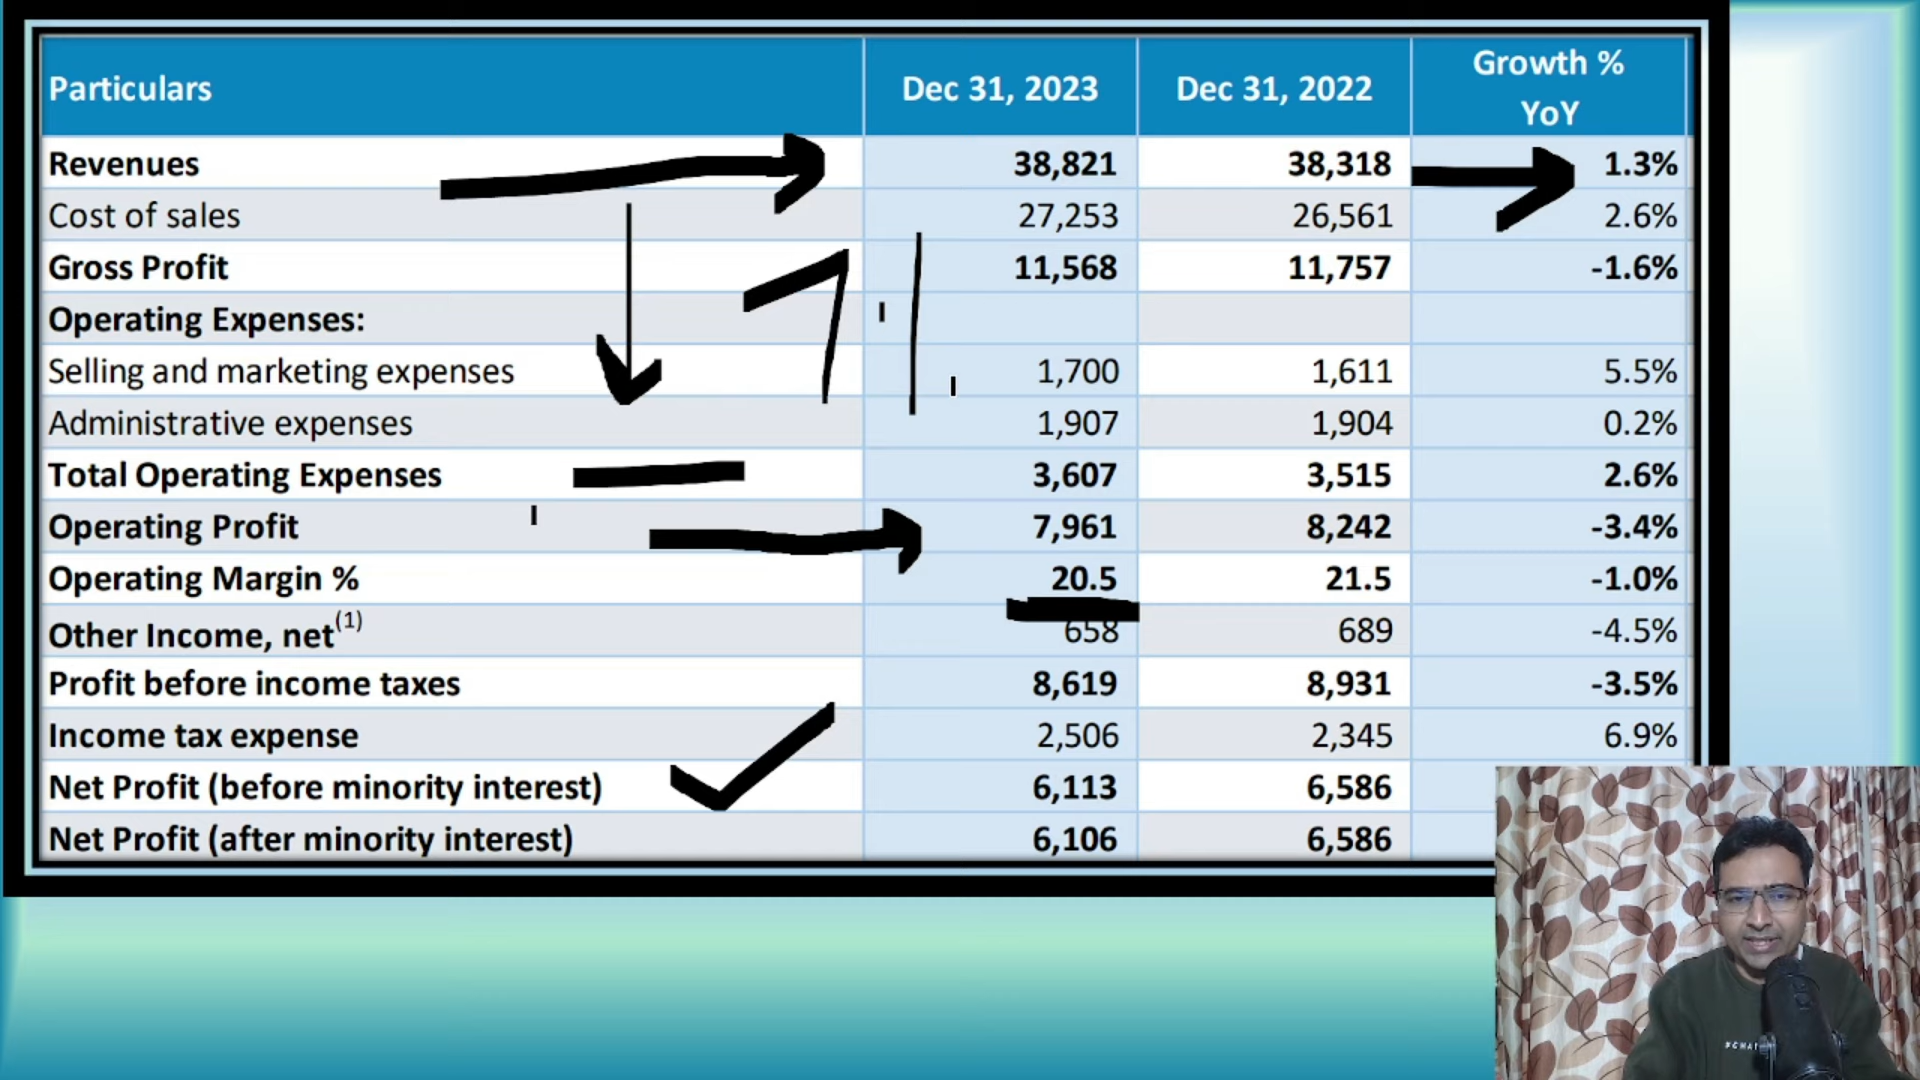 Particulars Dec 31, 2023 Dec 31, 2022 Growth % YoY
Revenues 38,821 38,318 1.3%
Cost of sales 27,253 26,561 2.6%
Gross Profit 11,568 11,757 -1.6%
Operating Expenses:
Selling and marketing expenses 1,700 1,611 5.5%
Administrative expenses 1,907 1,904 0.2%
Total Operating Expenses 3,607 3,515 2.6%
Operating Profit 7,961 8,242 -3.4%
Operating Margin % 20.5 21.5 -1.0%
Other Income, net(1) 658 689 -4.5%
Profit before income taxes 8,619 8,931 -3.5%
Income tax expense 2,506 2,345 6.9%
Net Profit (before minority interest) 6,113 6,586
Net Profit (after minority interest) 6,106 6,586